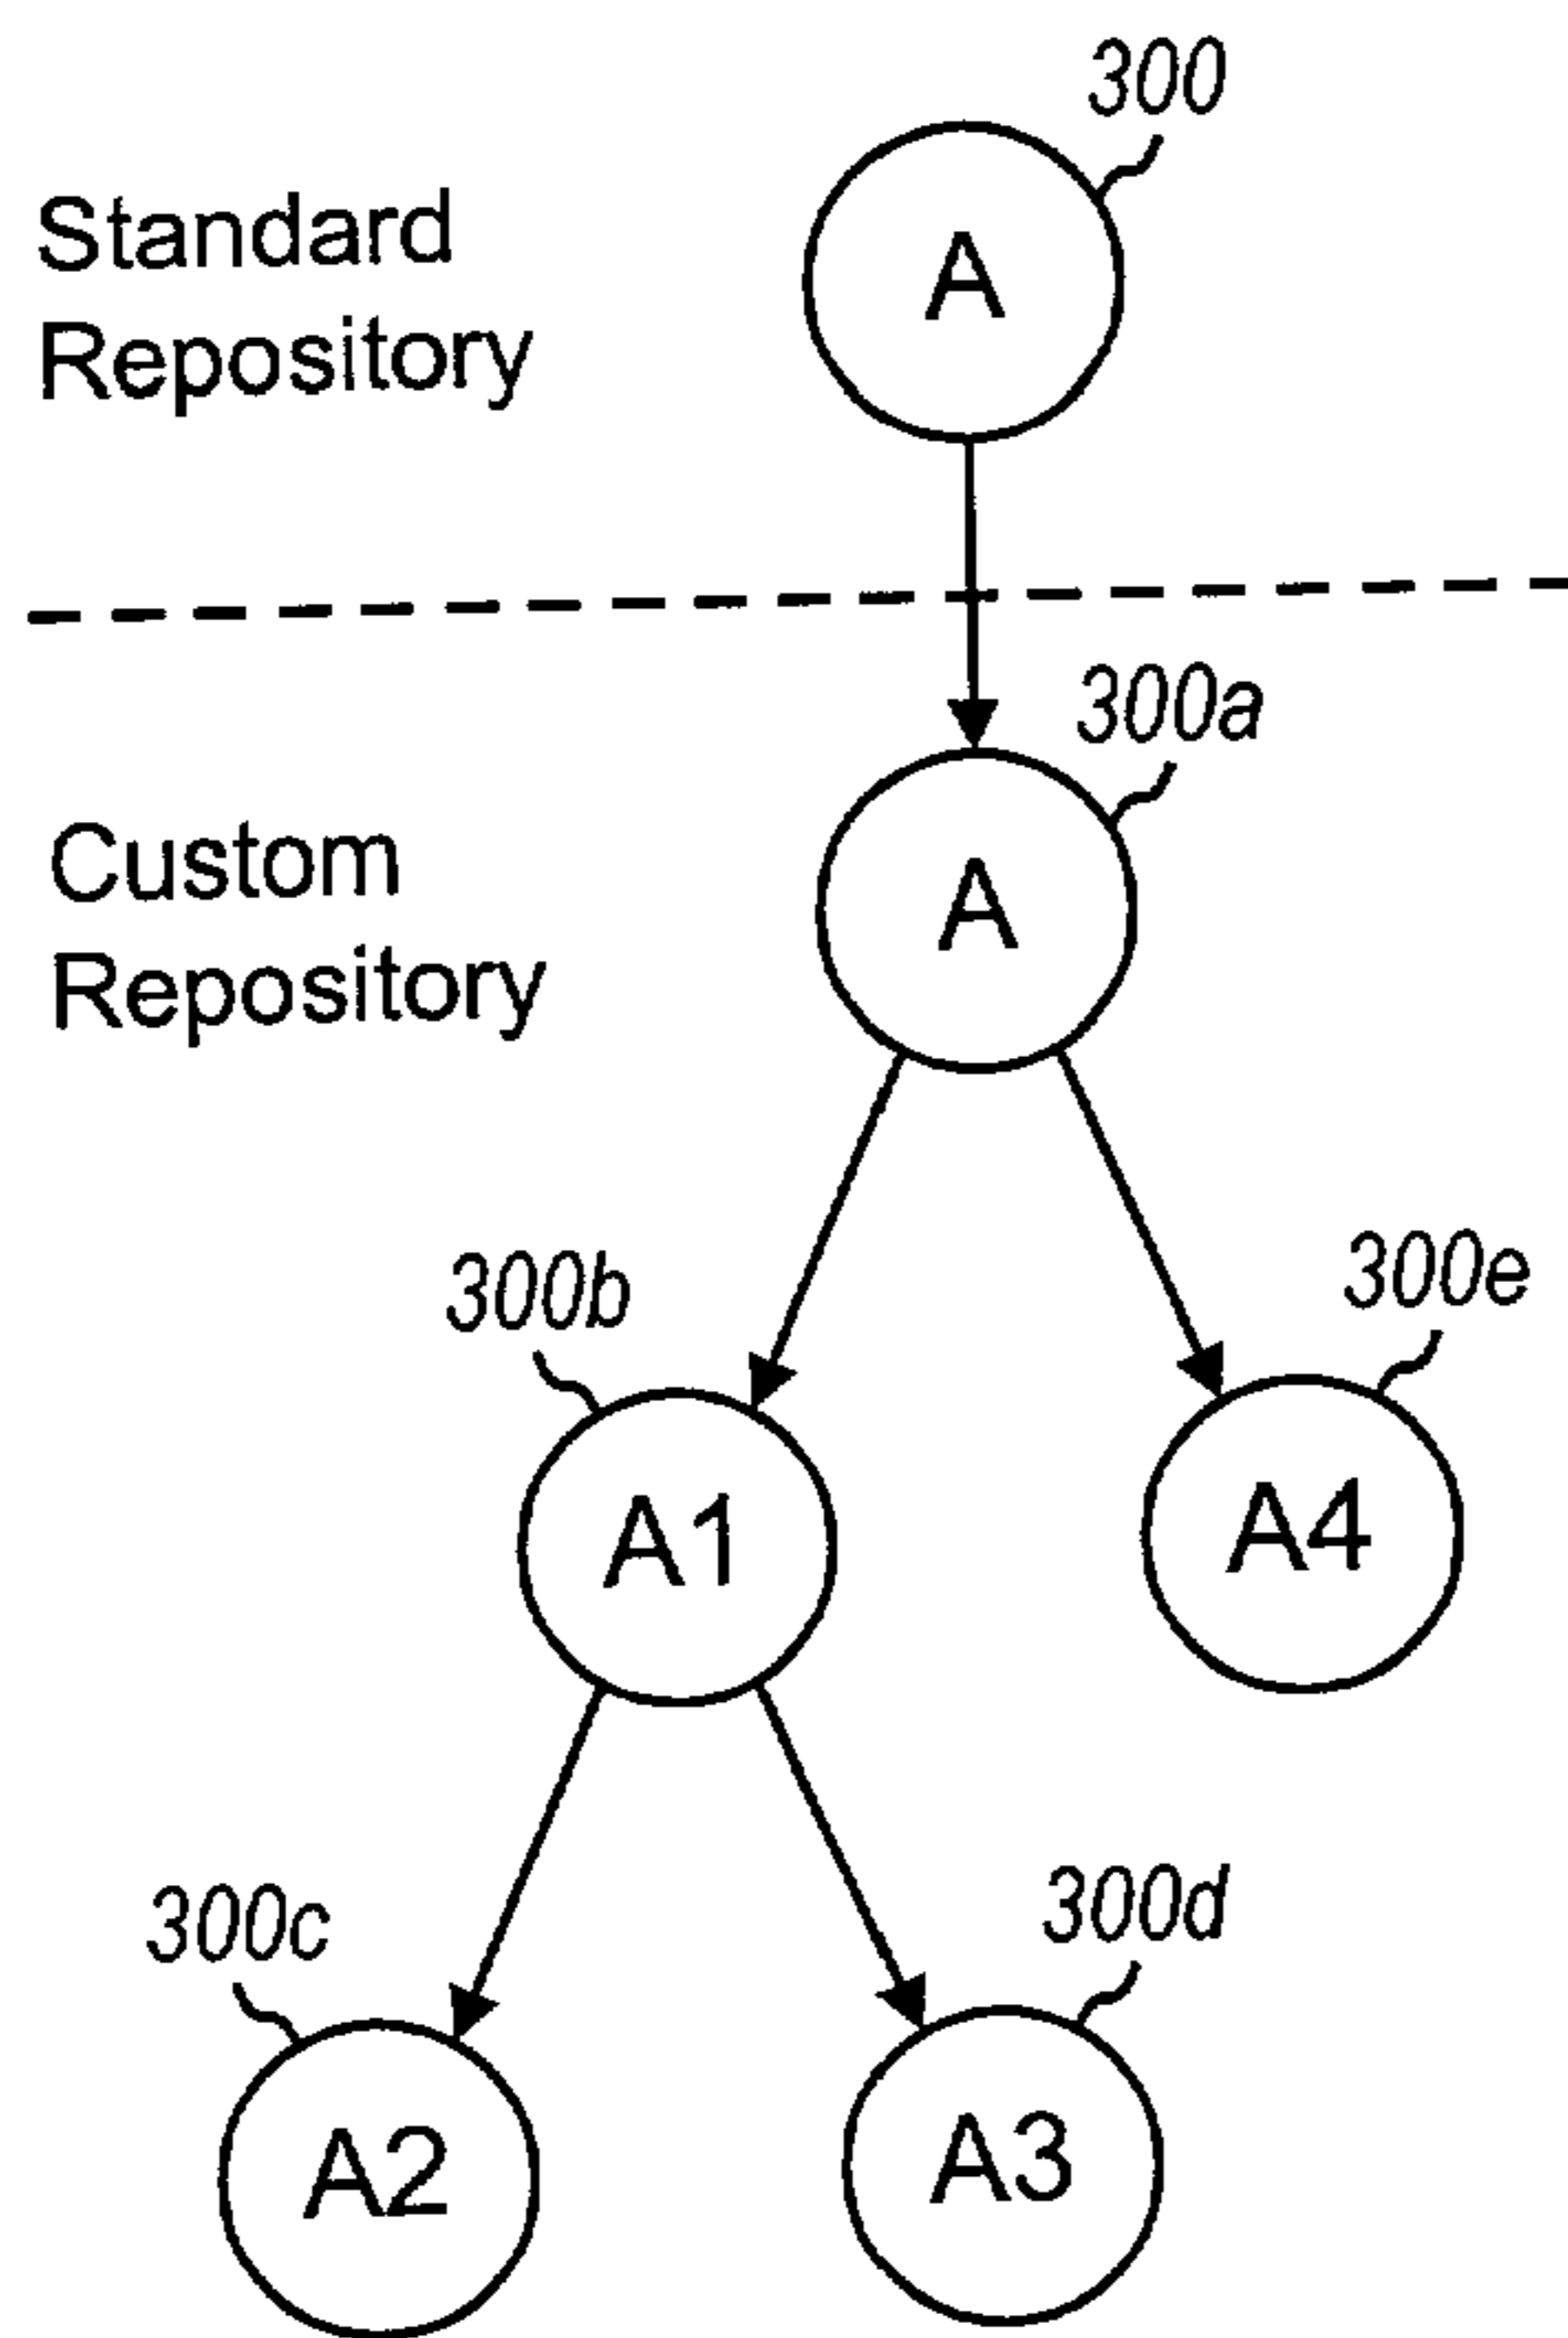 300
Standard
Repository
A
300a
Custom
Repository
A
300b
300e
A1
A4
300c
300d
A2
A3